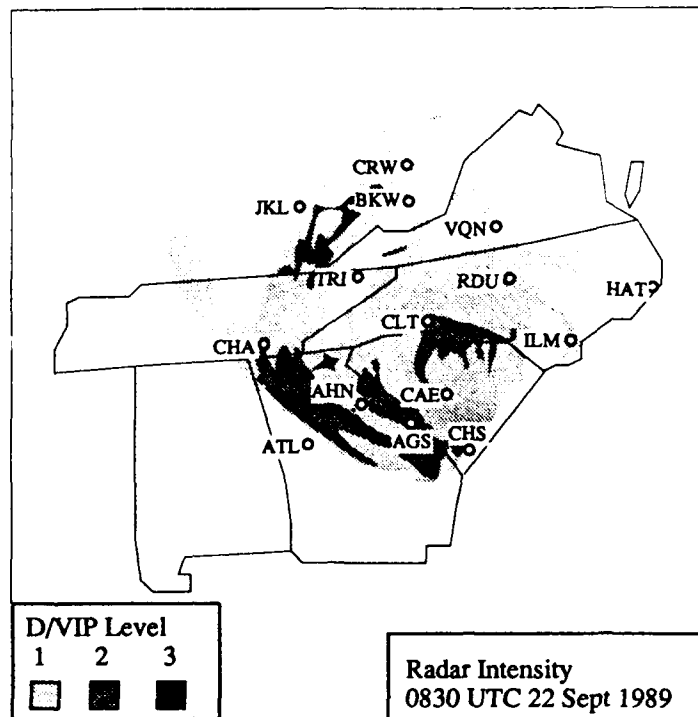 CRW
BKW
JKL
VQN
TRI
RDU
HAT
CLT
CHA
ILM
AHN
CAE
AGS
CHS
ATL
D/VIP Level
1 2 3
Radar Intensity
0830 UTC 22 Sept 1989